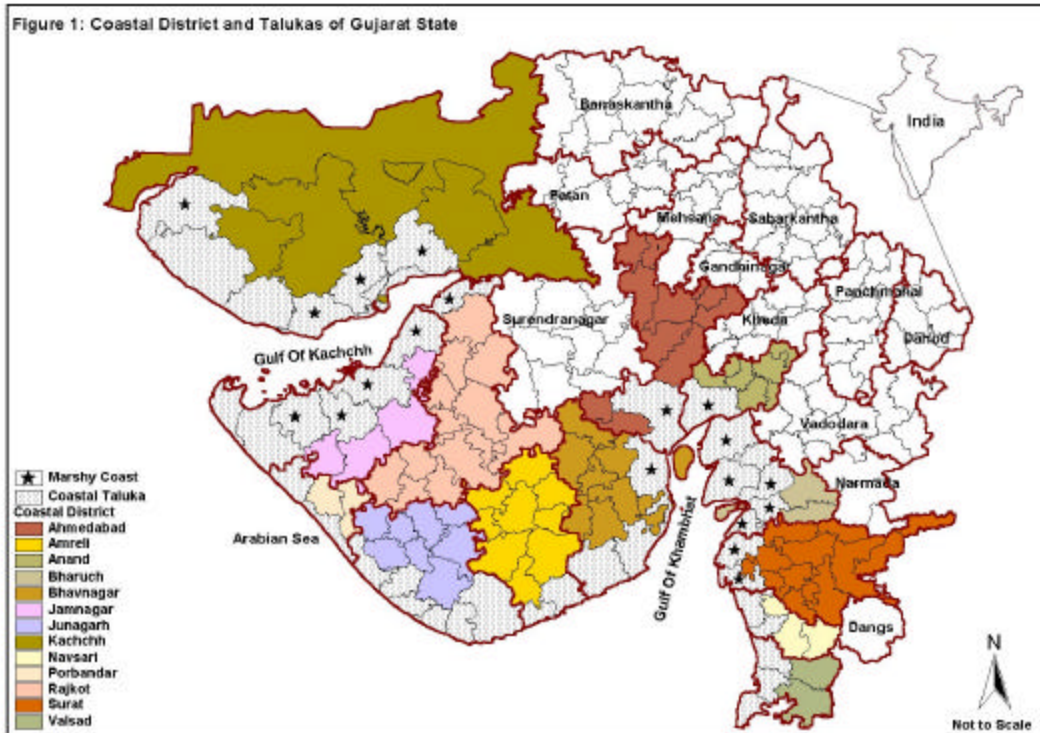 Figure 1: Coastal District and Talukas of Gujarat State
Banaskantha
India
Patan
Mehsana
Sabarkantha
Gandhinagar
Panchmahal
Surendranagar
Kheda
Dahod
Gulf Of Kachchh
Vadodara
Narmada
Arabian Sea
Gulf Of Khambhat
Dangs
Marshy Coast
Coastal Taluka
Coastal District
Ahmedabad
Amreli
Anand
Bharuch
Bhavnagar
Jamnagar
Junagarh
Kachchh
Navsari
Porbandar
Rajkot
Surat
Valsad
N
Not to Scale